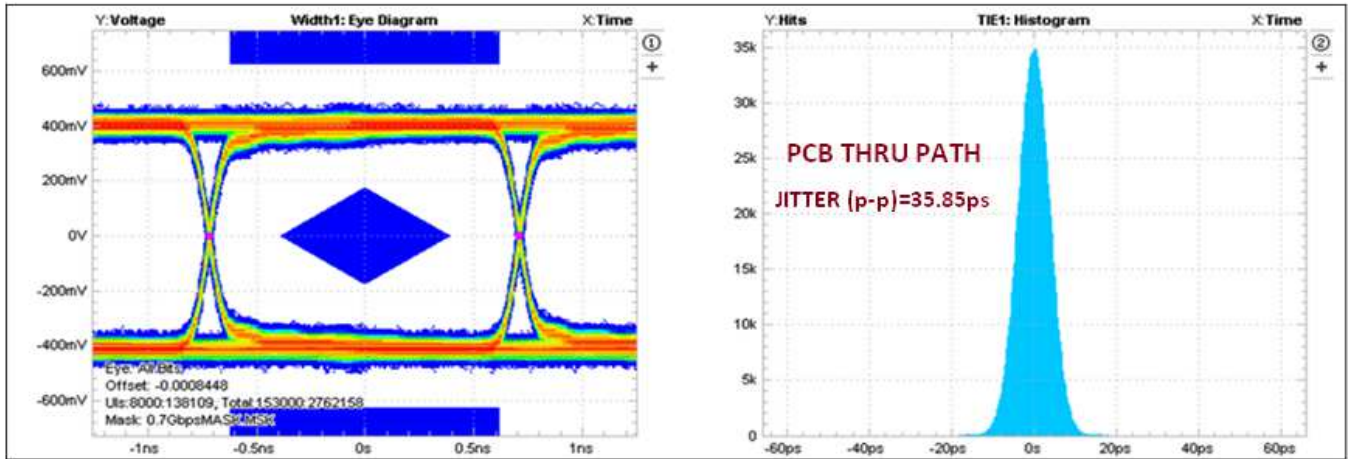 Y:Voltage Width1: Eye Diagram X:Time
①
+
600mV
400mV
200mV
0V
-200mV
-400mV
-600mV
Eye: All Bits
Offset: -0.0008448
UIs:8000:138109, Total:153000:2762158
Mask: 0.7GbpsMASK.MSK
-1ns -0.5ns 0s 0.5ns 1ns
Y:Hits TIE1: Histogram X:Time
②
+
35k
30k
25k
20k
15k
10k
5k
0
PCB THRU PATH
JITTER (p-p)=35.85ps
-60ps -40ps -20ps 0s 20ps 40ps 60ps